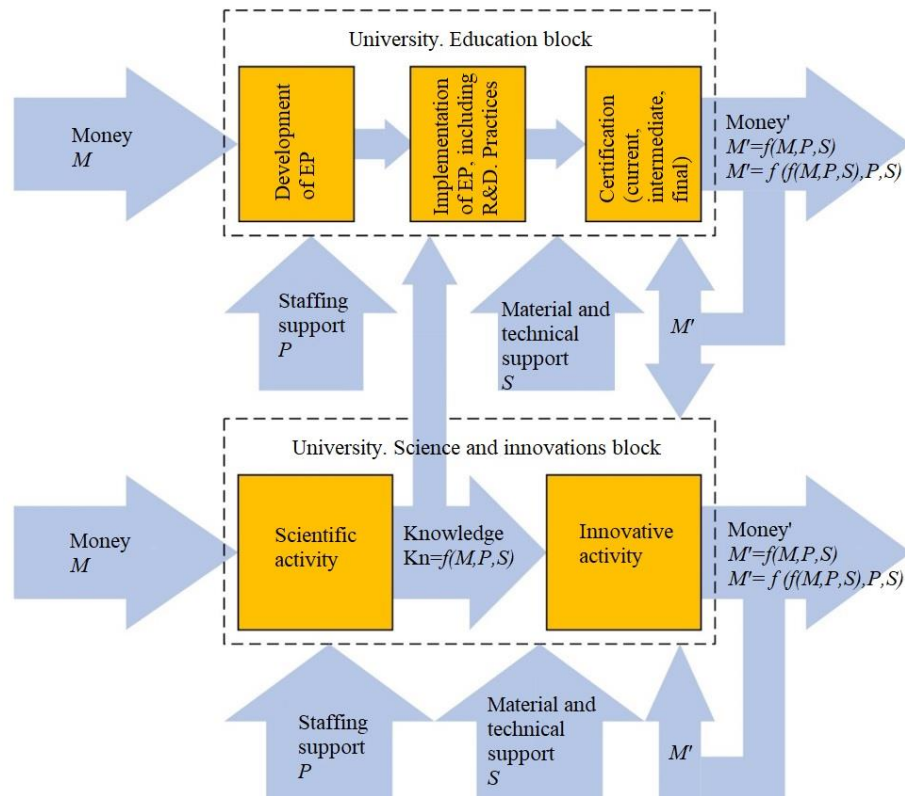 University. Education block
Money
M
Development
of EP
Implementation
of EP, including
R&D. Practices
Certification
(current,
intermediate,
final)
Money'
M'=f(M,P,S)
M'= f (f(M,P,S),P,S)
Staffing
support
P
Material and
technical
support
S
M'
University. Science and innovations block
Money
M
Scientific
activity
Knowledge
Kn=f(M,P,S)
Innovative
activity
Money'
M'=f(M,P,S)
M'= f (f(M,P,S),P,S)
Staffing
support
P
Material and
technical
support
S
M'